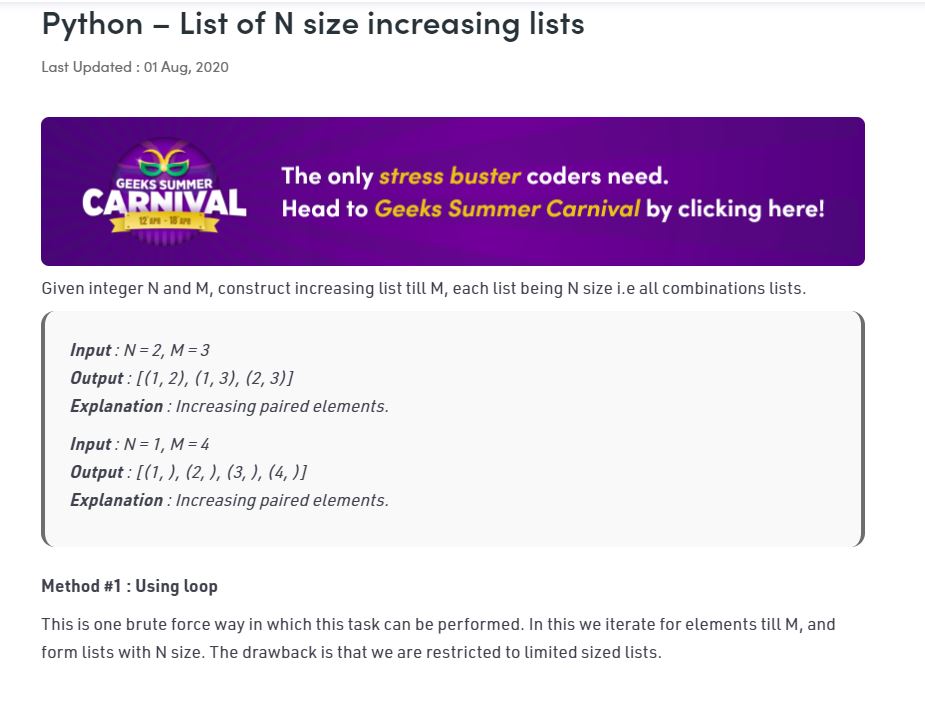 Python – List of N size increasing lists
Last Updated : 01 Aug, 2020
GEEKS SUMMER
CARNIVAL
12 APR - 18 APR
The only stress buster coders need.
Head to Geeks Summer Carnival by clicking here!
Given integer N and M, construct increasing list till M, each list being N size i.e all combinations lists.
Input : N = 2, M = 3
Output : [(1, 2), (1, 3), (2, 3)]
Explanation : Increasing paired elements.
Input : N = 1, M = 4
Output : [(1, ), (2, ), (3, ), (4, )]
Explanation : Increasing paired elements.
Method #1 : Using loop
This is one brute force way in which this task can be performed. In this we iterate for elements till M, and
form lists with N size. The drawback is that we are restricted to limited sized lists.